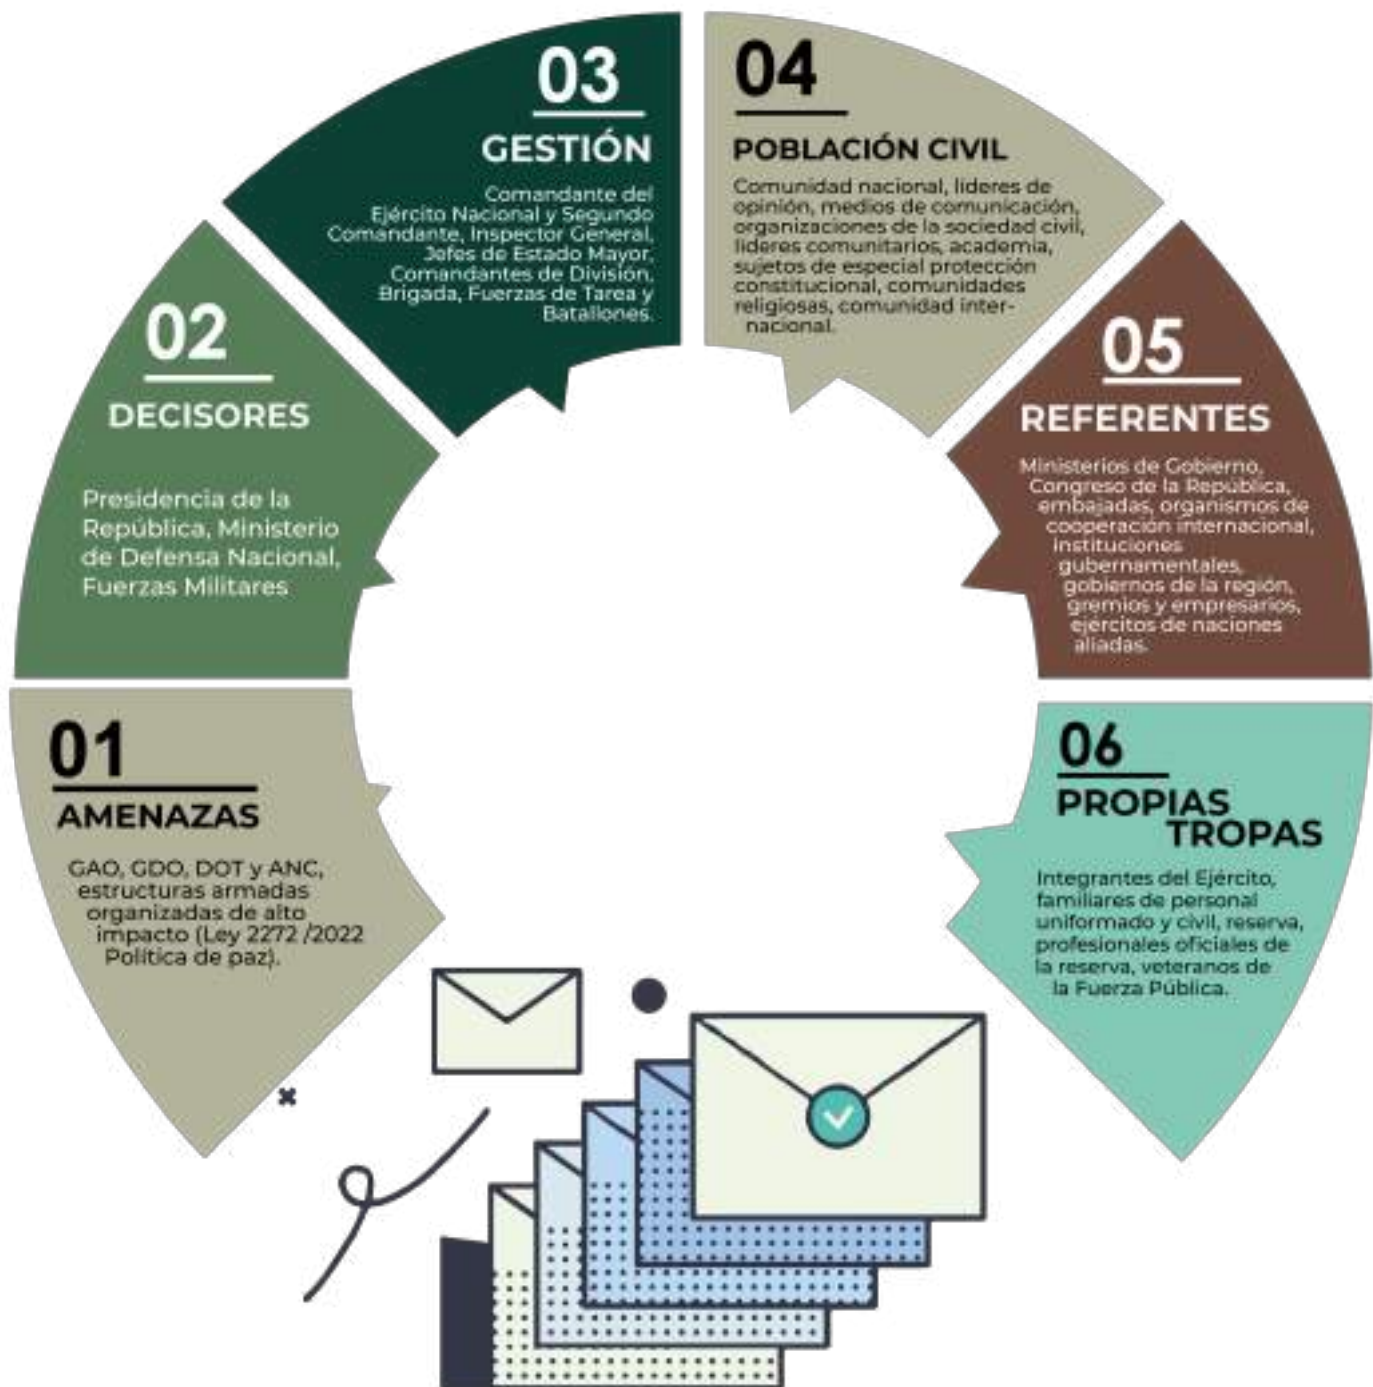 01
AMENAZAS
GAO, GDO, DOT y ANC,
estructuras armadas
organizadas de alto
impacto (Ley 2272 /2022
Política de paz).
02
DECISORES
Presidencia de la
República, Ministerio
de Defensa Nacional,
Fuerzas Militares
03
GESTIÓN
Comandante del
Ejército Nacional y Segundo
Comandante, Inspector General,
Jefes de Estado Mayor,
Comandantes de División,
Brigada, Fuerzas de Tarea y
Batallones.
04
POBLACIÓN CIVIL
Comunidad nacional, líderes de
opinión, medios de comunicación,
organizaciones de la sociedad civil,
líderes comunitarios, academia,
sujetos de especial protección
constitucional, comunidades
religiosas, comunidad inter-
nacional.
05
REFERENTES
Ministerios de Gobierno,
Congreso de la República,
embajadas, organismos de
cooperación internacional,
instituciones
gubernamentales,
gobiernos de la región,
gremios y empresarios,
ejércitos de naciones
aliadas.
06
PROPIAS
TROPAS
Integrantes del Ejército,
familiares de personal
uniformado y civil, reserva,
profesionales oficiales de
la reserva, veteranos de
la Fuerza Pública.